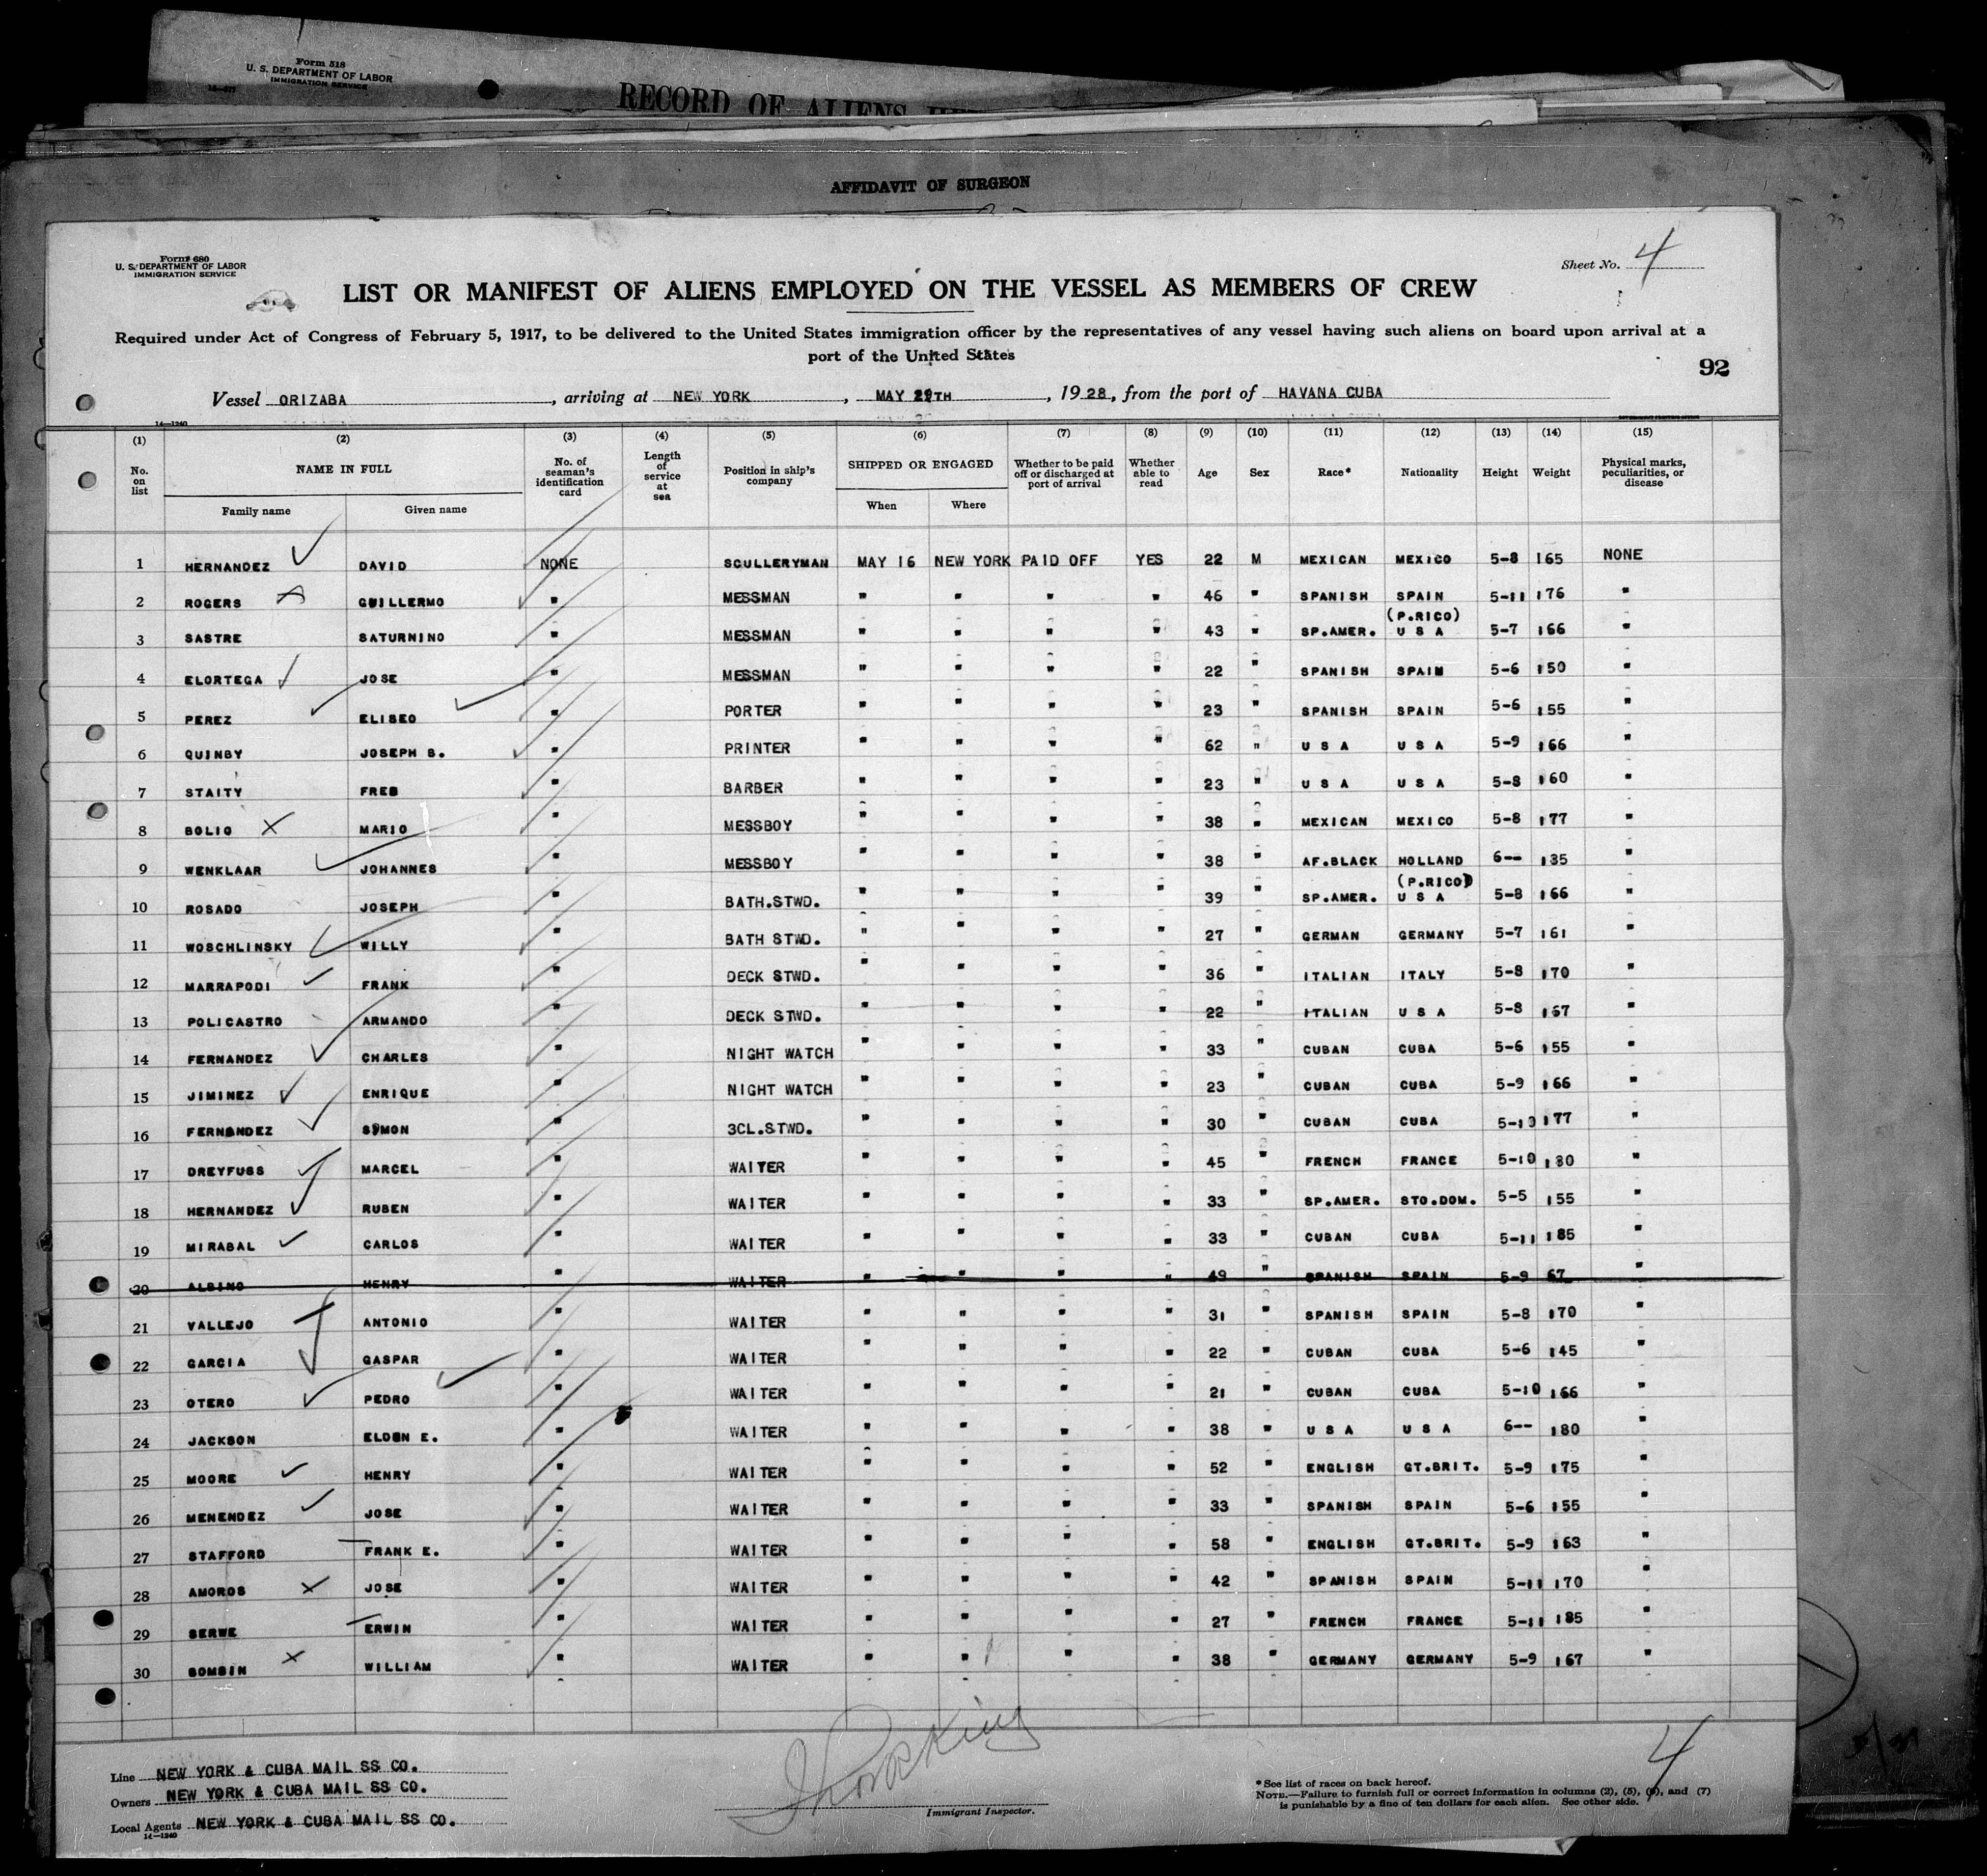 Form 518
U. S. DEPARTMENT OF LABOR
IMMIGRATION SERVICE
RECORD OF ALIENS
AFFIDAVIT OF SURGEON
Form 680
U. S. DEPARTMENT OF LABOR
IMMIGRATION SERVICE
Sheet No. 4
LIST OR MANIFEST OF ALIENS EMPLOYED ON THE VESSEL AS MEMBERS OF CREW
Required under Act of Congress of February 5, 1917, to be delivered to the United States immigration officer by the representatives of any vessel having such aliens on board upon arrival at a
port of the United States
92
Vessel ORIZABA, arriving at NEW YORK, MAY 29TH, 1928, from the port of HAVANA CUBA
14—1240
(1) (2) (3) (4) (5) (6) (7) (8) (9) (10) (11) (12) (13) (14) (15)
No. on list NAME IN FULL No. of seaman's identification card Length of service at sea Position in ship's company SHIPPED OR ENGAGED Whether to be paid off or discharged at port of arrival Whether able to read Age Sex Race* Nationality Height Weight Physical marks, peculiarities, or disease
Family name Given name When Where
1 HERNANDEZ DAVID NONE SCULLERYMAN MAY 16 NEW YORK PAID OFF YES 22 M MEXICAN MEXICO 5-8 165 NONE
2 ROGERS GUILLERMO " MESSMAN " " " " 46 " SPANISH SPAIN 5-11 176 "
3 SASTRE SATURNINO " MESSMAN " " " " 43 " SP.AMER. (P.RICO) U S A 5-7 166 "
4 ELORTEGA JOSE " MESSMAN " " " " 22 " SPANISH SPAIN 5-6 150 "
5 PEREZ ELISEO " PORTER " " " " 23 " SPANISH SPAIN 5-6 155 "
6 QUINBY JOSEPH B. " PRINTER " " " " 62 " U S A U S A 5-9 166 "
7 STAITY FRED " BARBER " " " " 23 " U S A U S A 5-8 160 "
8 BOLIO MARIO " MESSBOY " " " " 38 " MEXICAN MEXICO 5-8 177 "
9 WENKLAAR JOHANNES " MESSBOY " " " " 38 " AF.BLACK HOLLAND 6-- 135 "
10 ROSADO JOSEPH " BATH.STWD. " " " " 39 " SP.AMER. (P.RICO) U S A 5-8 166 "
11 WOSCHLINSKY WILLY " BATH STWD. " " " " 27 " GERMAN GERMANY 5-7 161 "
12 MARRAPODI FRANK " DECK STWD. " " " " 36 " ITALIAN ITALY 5-8 170 "
13 POLICASTRO ARMANDO " DECK STWD. " " " " 22 " ITALIAN U S A 5-8 167 "
14 FERNANDEZ CHARLES " NIGHT WATCH " " " " 33 " CUBAN CUBA 5-6 155 "
15 JIMINEZ ENRIQUE " NIGHT WATCH " " " " 23 " CUBAN CUBA 5-9 166 "
16 FERNANDEZ SIMON " 3CL.STWD. " " " " 30 " CUBAN CUBA 5-10 177 "
17 DREYFUSS MARCEL " WAITER " " " " 45 " FRENCH FRANCE 5-10 180 "
18 HERNANDEZ RUBEN " WAITER " " " " 33 " SP.AMER. STO.DOM. 5-5 155 "
19 MIRABAL CARLOS " WAITER " " " " 33 " CUBAN CUBA 5-11 185 "
20 ALBINO HENRY " WAITER " " " " 49 " SPANISH SPAIN 5-9 67 "
21 VALLEJO ANTONIO " WAITER " " " " 31 " SPANISH SPAIN 5-8 170 "
22 GARCIA GASPAR " WAITER " " " " 22 " CUBAN CUBA 5-6 145 "
23 OTERO PEDRO " WAITER " " " " 21 " CUBAN CUBA 5-10 166 "
24 JACKSON ELDON E. " WAITER " " " " 38 " U S A U S A 6-- 180 "
25 MOORE HENRY " WAITER " " " " 52 " ENGLISH GT.BRIT. 5-9 175 "
26 MENENDEZ JOSE " WAITER " " " " 33 " SPANISH SPAIN 5-6 155 "
27 STAFFORD FRANK E. " WAITER " " " " 58 " ENGLISH GT.BRIT. 5-9 163 "
28 AMOROS JOSE " WAITER " " " " 42 " SPANISH SPAIN 5-11 170 "
29 SERWE ERWIN " WAITER " " " " 27 " FRENCH FRANCE 5-11 185 "
30 WILLIAM " WAITER " " " " 38 " GERMANY GERMANY 5-9 167 "
Line NEW YORK & CUBA MAIL SS CO.
Owners NEW YORK & CUBA MAIL SS CO.
Local Agents NEW YORK & CUBA MAIL SS CO.
14—1240
Immigrant Inspector.
4
*See list of races on back hereof.
NOTE.—Failure to furnish full or correct information in columns (2), (5), (6), and (7)
is punishable by a fine of ten dollars for each alien. See other side.